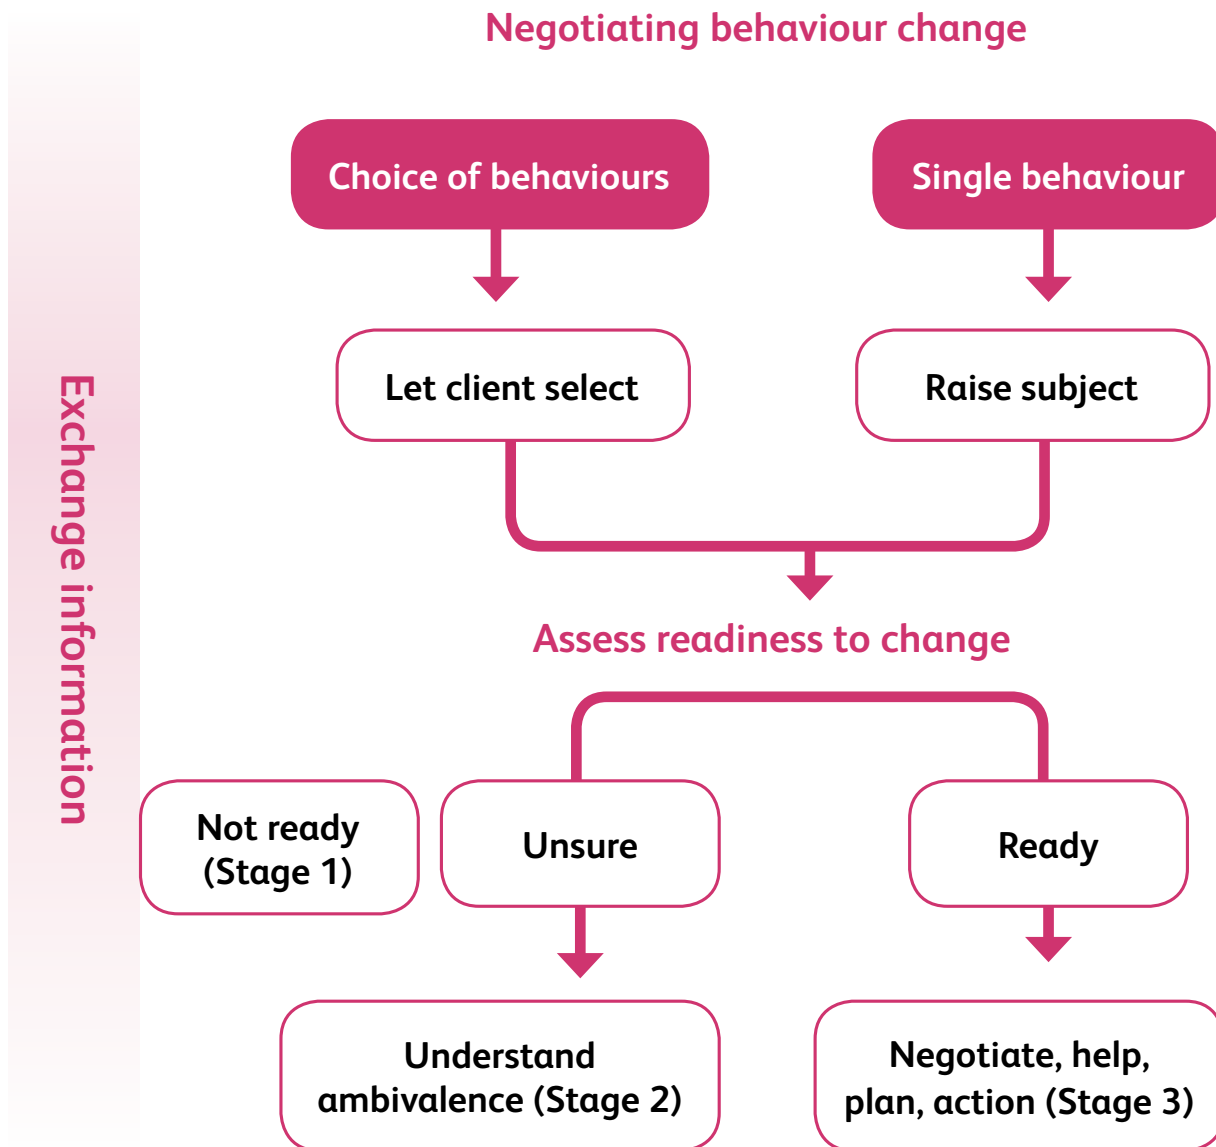 Negotiating behaviour change
Choice of behaviours
Single behaviour
Let client select
Raise subject
Exchange information
Assess readiness to change
Not ready
(Stage 1)
Unsure
Ready
Understand
ambivalence (Stage 2)
Negotiate, help,
plan, action (Stage 3)